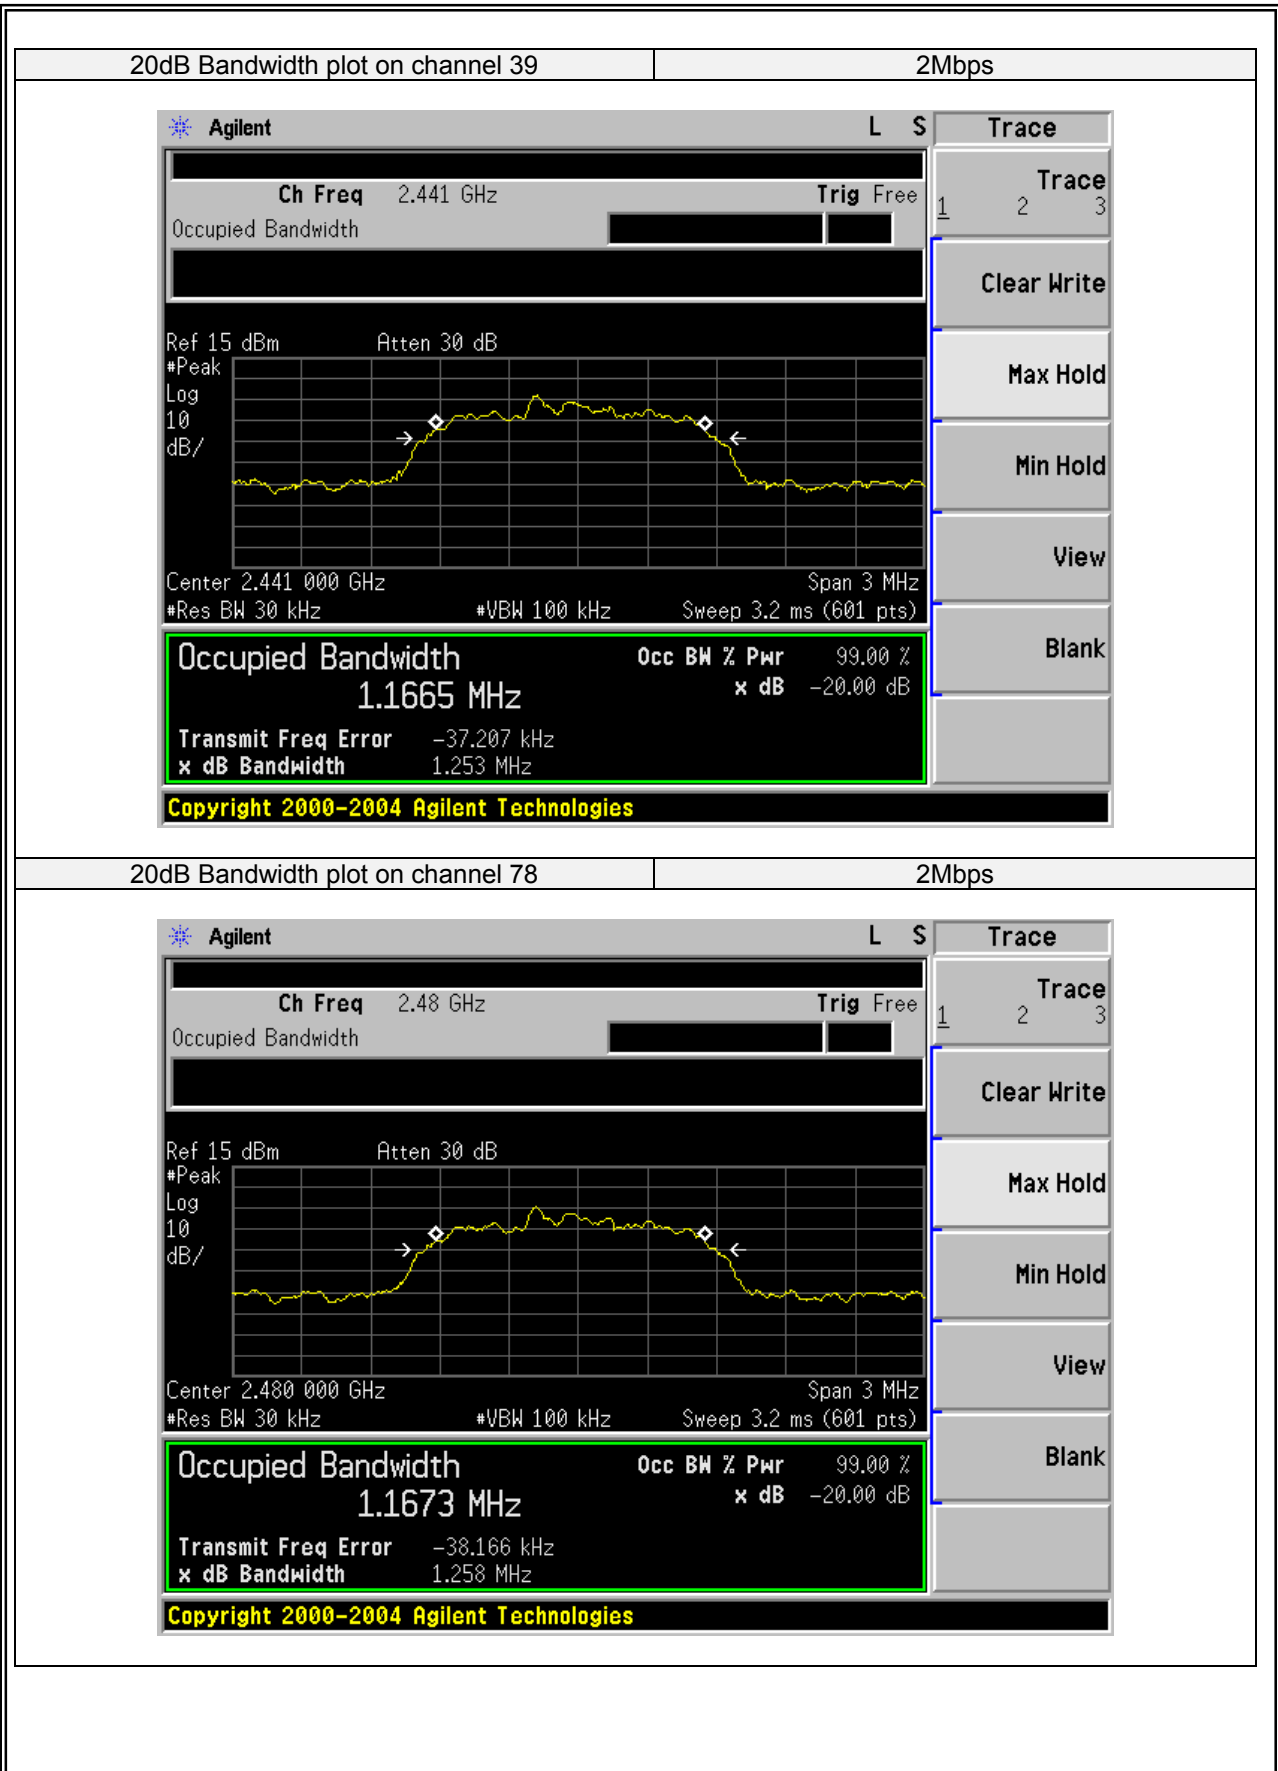 20dB Bandwidth plot on channel 39 2Mbps
Agilent L S Trace
Ch Freq 2.441 GHz Trig Free
Occupied Bandwidth
Trace
1 2 3
Clear Write
Max Hold
Min Hold
View
Blank
Ref 15 dBm Atten 30 dB
#Peak
Log
10
dB/
Center 2.441 000 GHz Span 3 MHz
#Res BW 30 kHz #VBW 100 kHz Sweep 3.2 ms (601 pts)
Occupied Bandwidth Occ BW % Pwr 99.00 %
1.1665 MHz x dB -20.00 dB
Transmit Freq Error -37.207 kHz
x dB Bandwidth 1.253 MHz
Copyright 2000-2004 Agilent Technologies
20dB Bandwidth plot on channel 78 2Mbps
Agilent L S Trace
Ch Freq 2.48 GHz Trig Free
Occupied Bandwidth
Trace
1 2 3
Clear Write
Max Hold
Min Hold
View
Blank
Ref 15 dBm Atten 30 dB
#Peak
Log
10
dB/
Center 2.480 000 GHz Span 3 MHz
#Res BW 30 kHz #VBW 100 kHz Sweep 3.2 ms (601 pts)
Occupied Bandwidth Occ BW % Pwr 99.00 %
1.1673 MHz x dB -20.00 dB
Transmit Freq Error -38.166 kHz
x dB Bandwidth 1.258 MHz
Copyright 2000-2004 Agilent Technologies